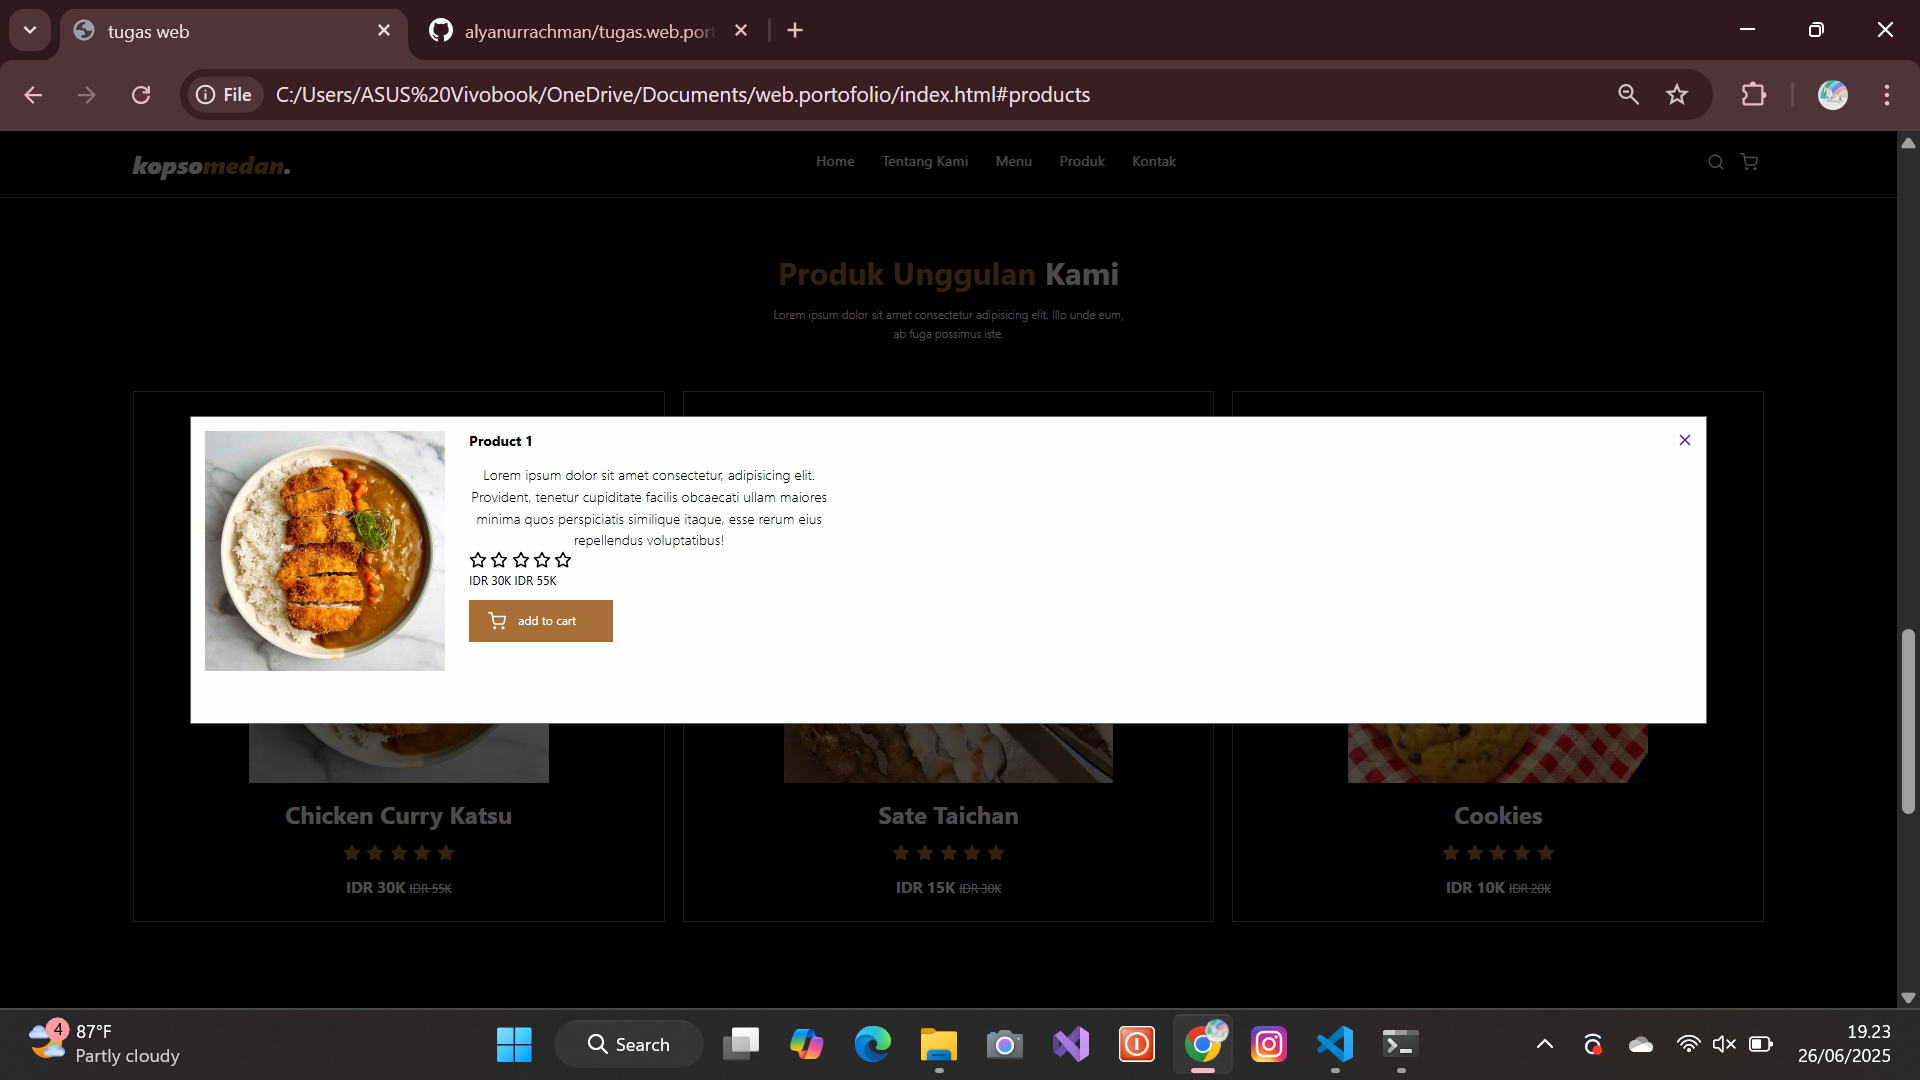 tugas web
alyanurrachman/tugas.web.port
File
C:/Users/ASUS%20Vivobook/OneDrive/Documents/web.portofolio/index.html#products
kopsomedan.
Home Tentang Kami Menu Produk Kontak
Produk Unggulan Kami
Lorem ipsum dolor sit amet consectetur adipisicing elit. Illo unde eum,
ab fuga possimus iste.
Product 1
Lorem ipsum dolor sit amet consectetur, adipisicing elit.
Provident, tenetur cupiditate facilis obcaecati ullam maiores
minima quos perspiciatis similique itaque, esse rerum eius
repellendus voluptatibus!
IDR 30K IDR 55K
add to cart
Chicken Curry Katsu
IDR 30K IDR 55K
Sate Taichan
IDR 15K IDR 30K
Cookies
IDR 10K IDR 20K
4
87°F
Partly cloudy
Search
19.23
26/06/2025